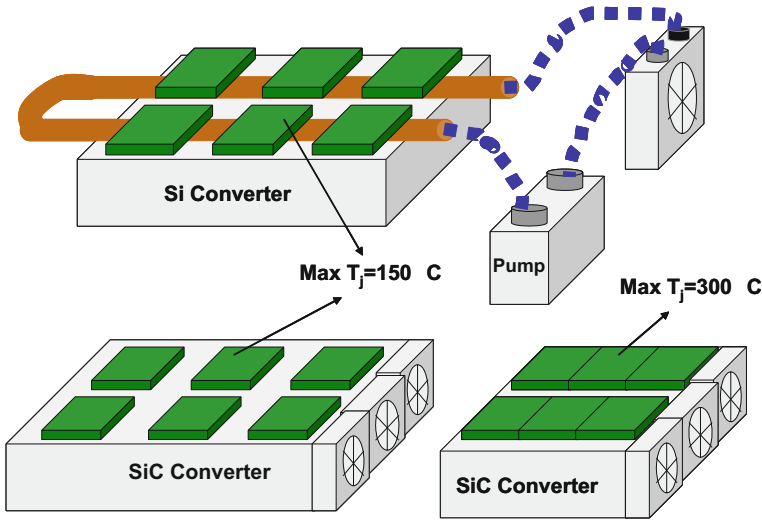 Si Converter
Pump
Max Tj=150 C
Max Tj=300 C
SiC Converter
SiC Converter